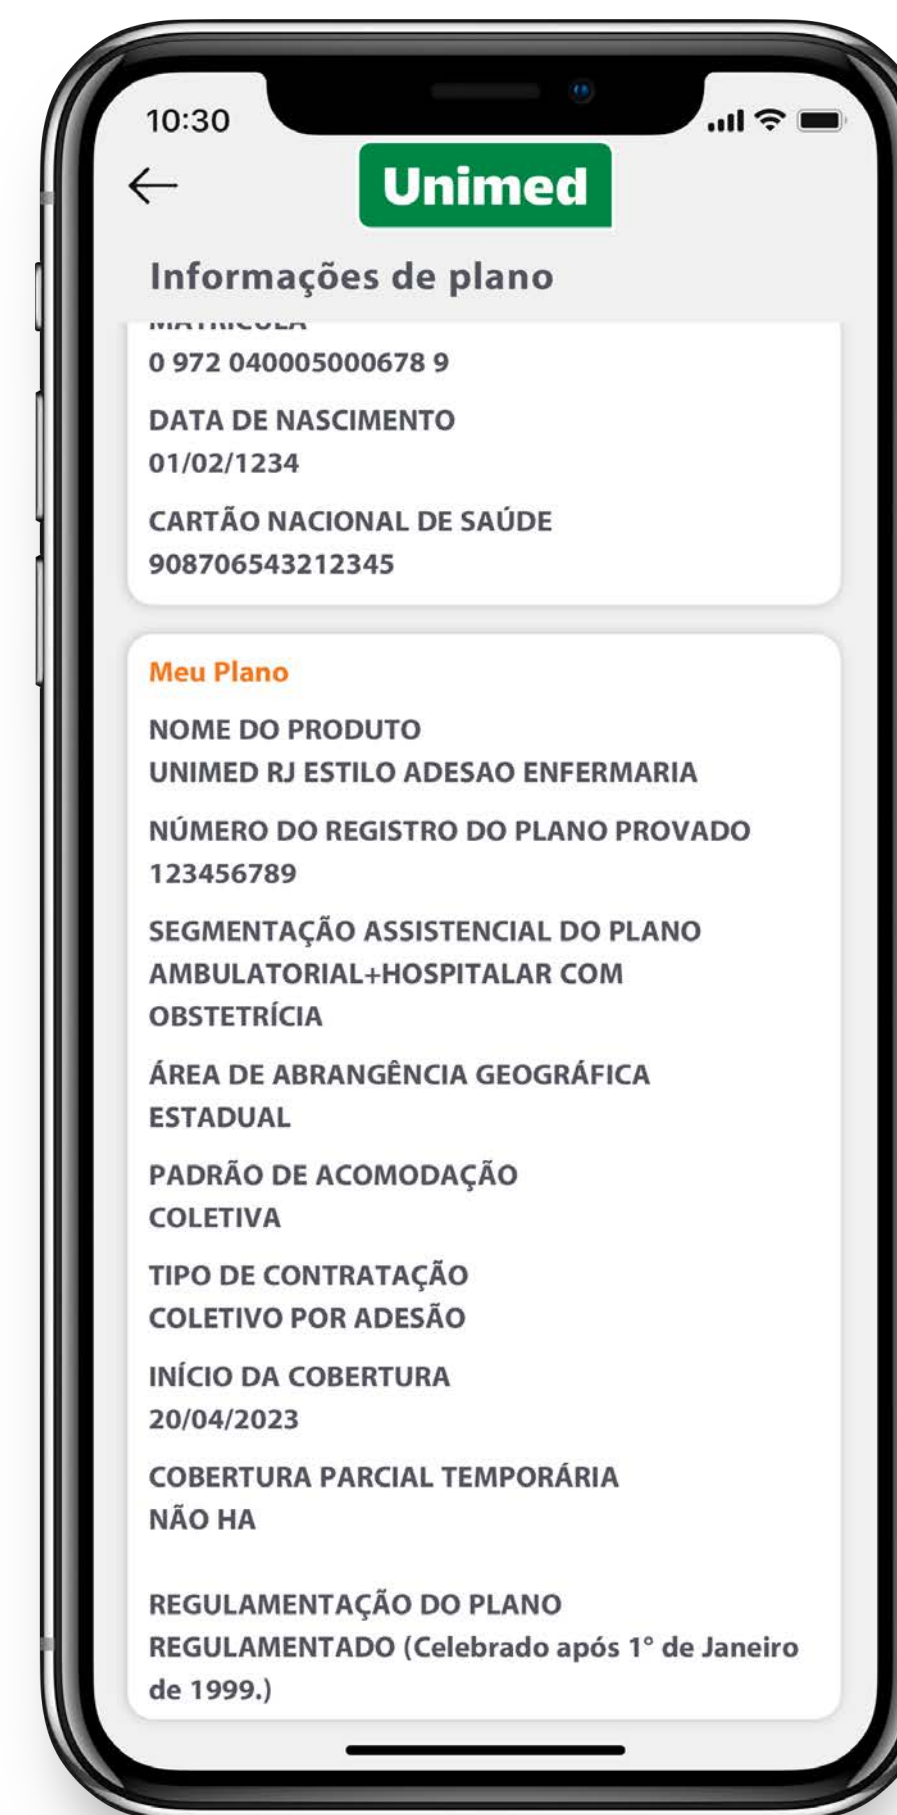 10:30
Unimed
Informações de plano
MATRÍCULA
0 972 040005000678 9
DATA DE NASCIMENTO
01/02/1234
CARTÃO NACIONAL DE SAÚDE
908706543212345
Meu Plano
NOME DO PRODUTO
UNIMED RJ ESTILO ADESAO ENFERMARIA
NÚMERO DO REGISTRO DO PLANO PROVADO
123456789
SEGMENTAÇÃO ASSISTENCIAL DO PLANO
AMBULATORIAL+HOSPITALAR COM
OBSTETRÍCIA
ÁREA DE ABRANGÊNCIA GEOGRÁFICA
ESTADUAL
PADRÃO DE ACOMODAÇÃO
COLETIVA
TIPO DE CONTRATAÇÃO
COLETIVO POR ADESÃO
INÍCIO DA COBERTURA
20/04/2023
COBERTURA PARCIAL TEMPORÁRIA
NÃO HA
REGULAMENTAÇÃO DO PLANO
REGULAMENTADO (Celebrado após 1° de Janeiro
de 1999.)